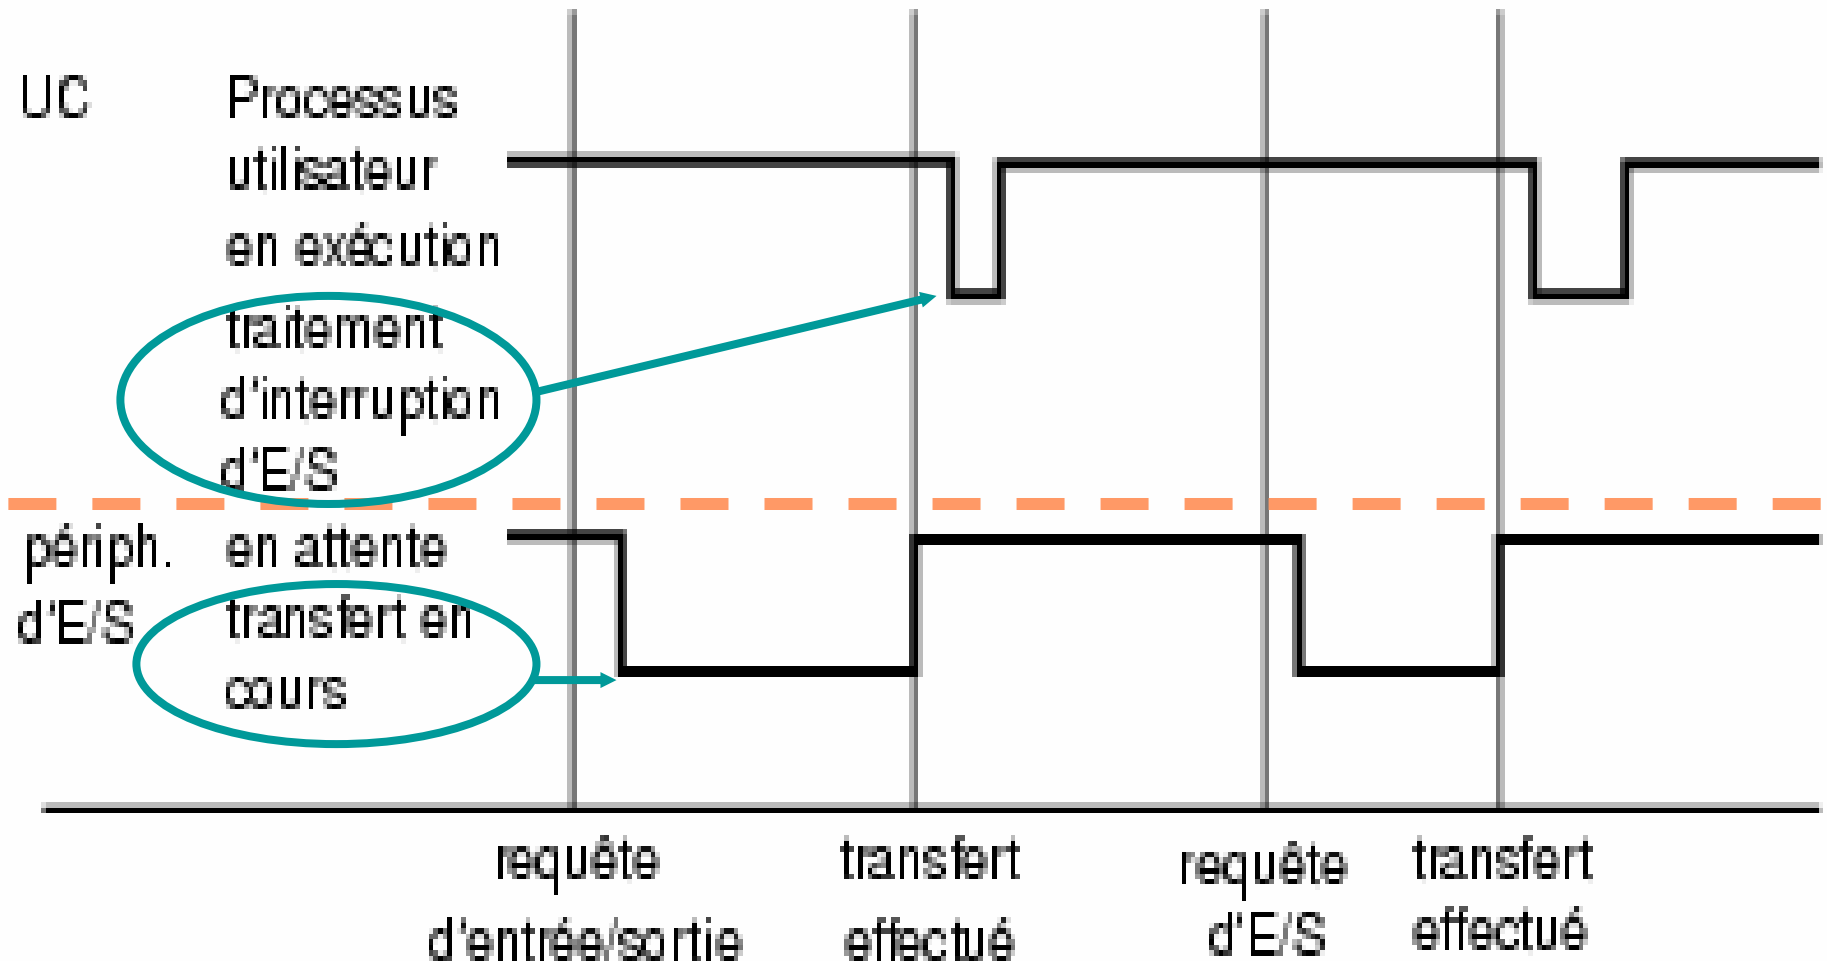 UC
Processus
utilisateur
en exécution
traitement
d'interruption
d'E/S
périph.
d'E/S
en attente
transfert en
cours
requête
d'entrée/sortie
transfert
effectué
requête
d'E/S
transfert
effectué